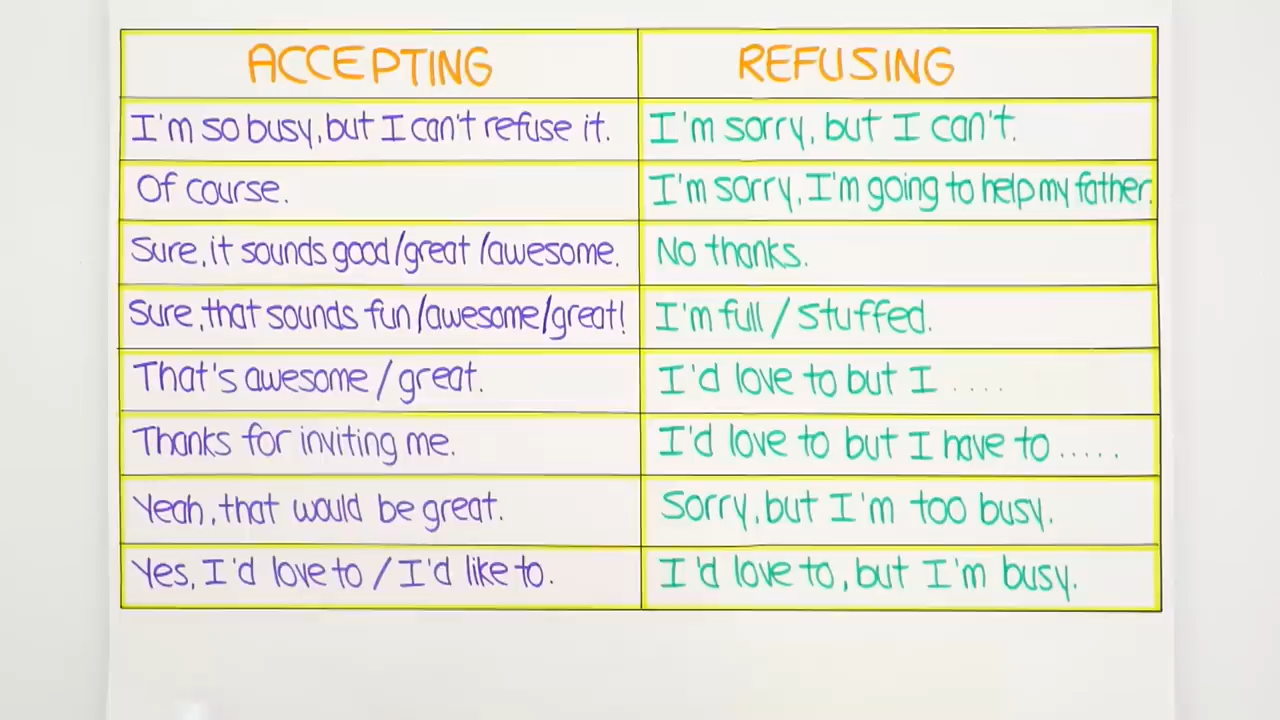 ACCEPTING REFUSING
I'm so busy, but I can't refuse it. I'm sorry, but I can't.
Of course. I'm sorry, I'm going to help my father.
Sure, it sounds good/great /awesome. No thanks.
Sure, that sounds fun/awesome/great! I'm full / stuffed.
That's awesome / great. I'd love to but I ....
Thanks for inviting me. I'd love to but I have to .....
Yeah, that would be great. Sorry, but I'm too busy.
Yes, I'd love to / I'd like to. I'd love to, but I'm busy.